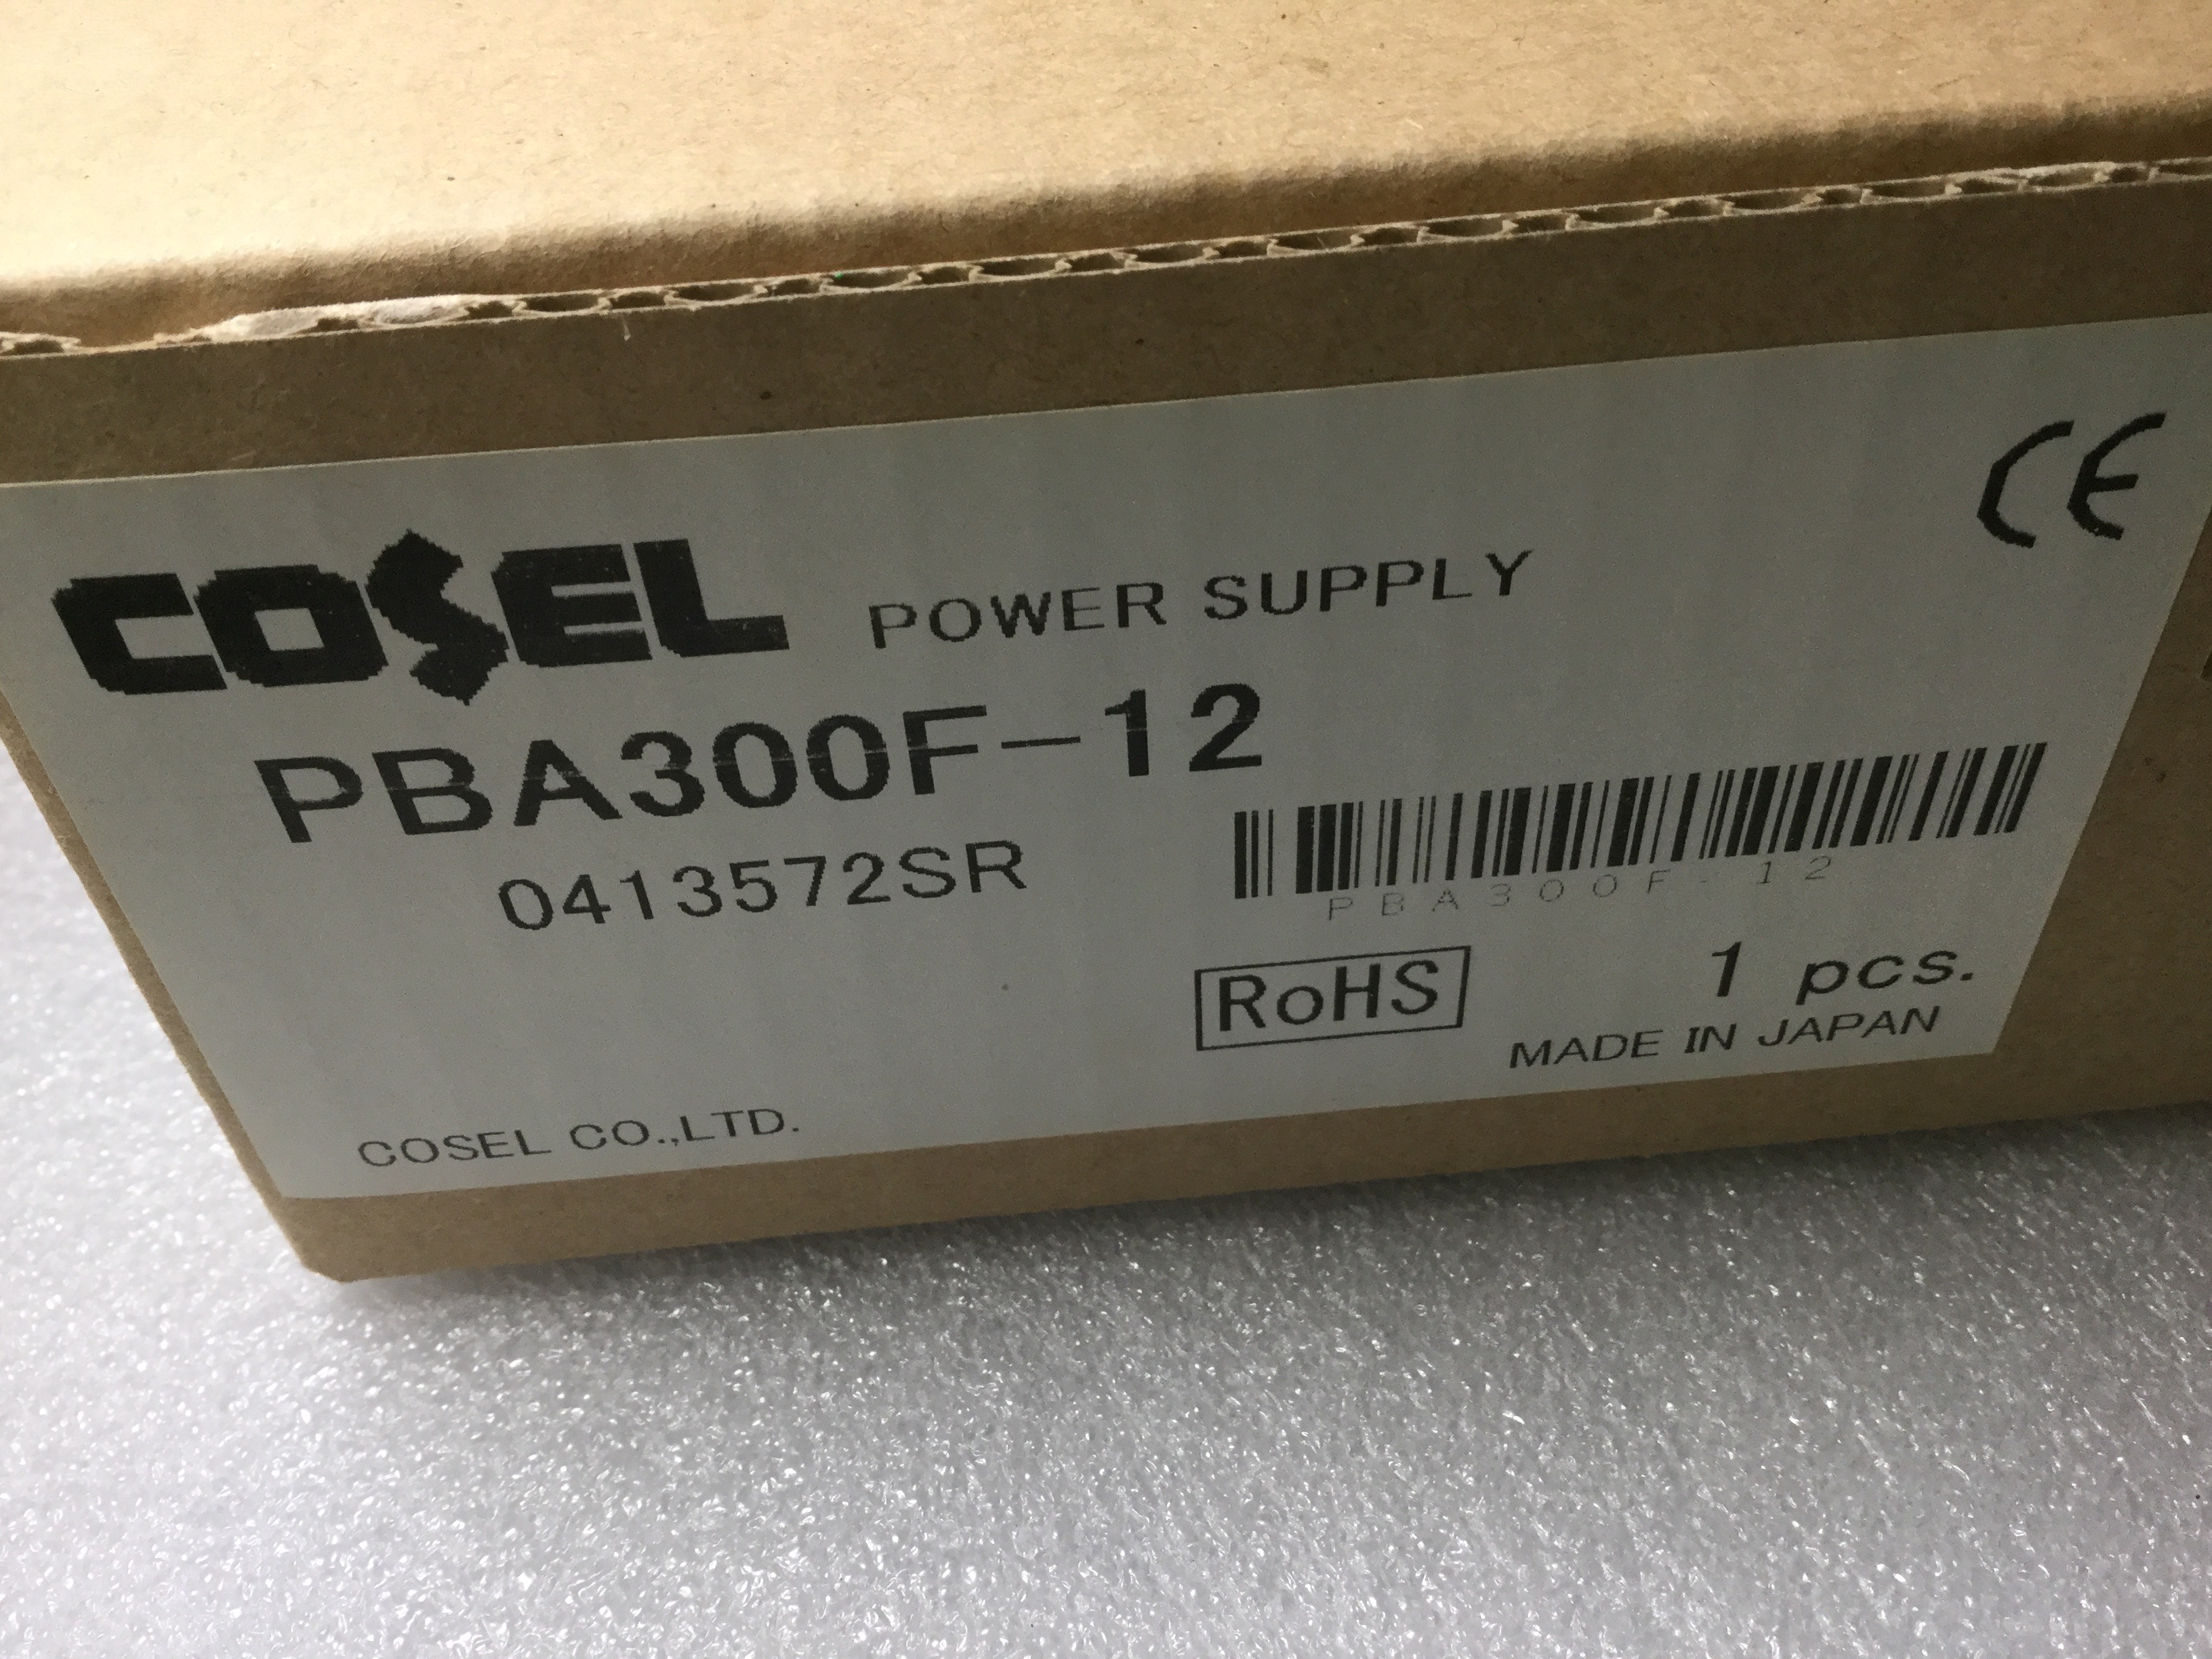 COSEL POWER SUPPLY CE
PBA300F-12
0413572SR
PBA300F-12
RoHS 1 pcs.
MADE IN JAPAN
COSEL CO.,LTD.